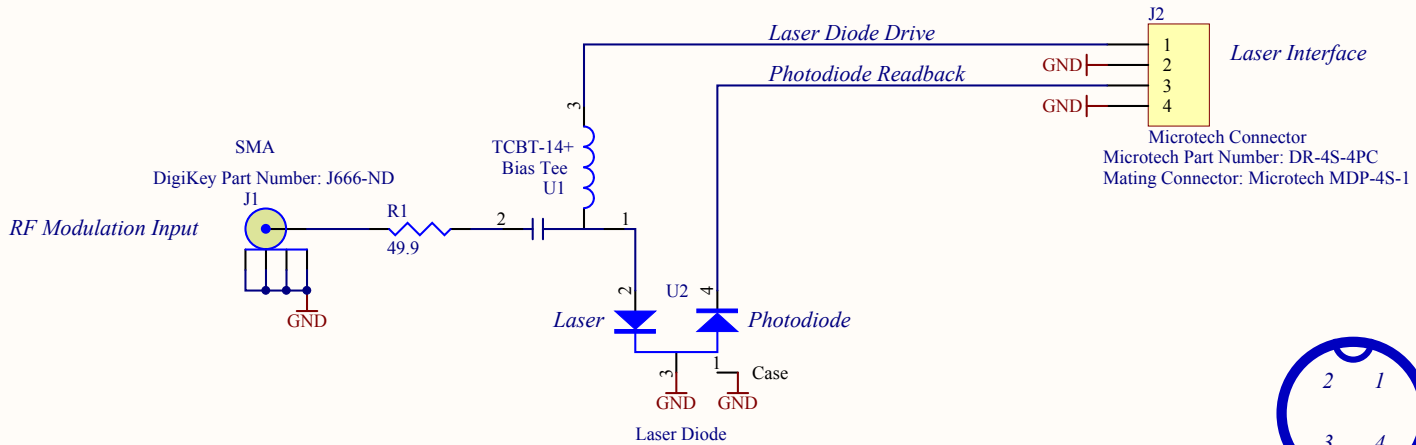 J2
Laser Diode Drive
1
Laser Interface
GND
2
Photodiode Readback
3
GND
4
3
Microtech Connector
Microtech Part Number: DR-4S-4PC
Mating Connector: Microtech MDP-4S-1
SMA
DigiKey Part Number: J666-ND
J1
TCBT-14+
Bias Tee
U1
RF Modulation Input
R1
49.9
2
1
GND
2
U2
4
Laser
Photodiode
3
1
Case
GND
GND
Laser Diode
2
1
3
4